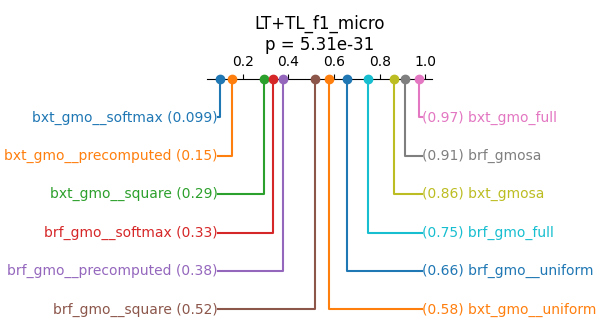 LT+TL_f1_micro
p = 5.31e-31
0.2 0.4 0.6 0.8 1.0
bxt_gmo__softmax (0.099) (0.97) bxt_gmo_full
bxt_gmo__precomputed (0.15) (0.91) brf_gmosa
bxt_gmo__square (0.29) (0.86) bxt_gmosa
brf_gmo__softmax (0.33) (0.75) brf_gmo_full
brf_gmo__precomputed (0.38) (0.66) brf_gmo__uniform
brf_gmo__square (0.52) (0.58) bxt_gmo__uniform